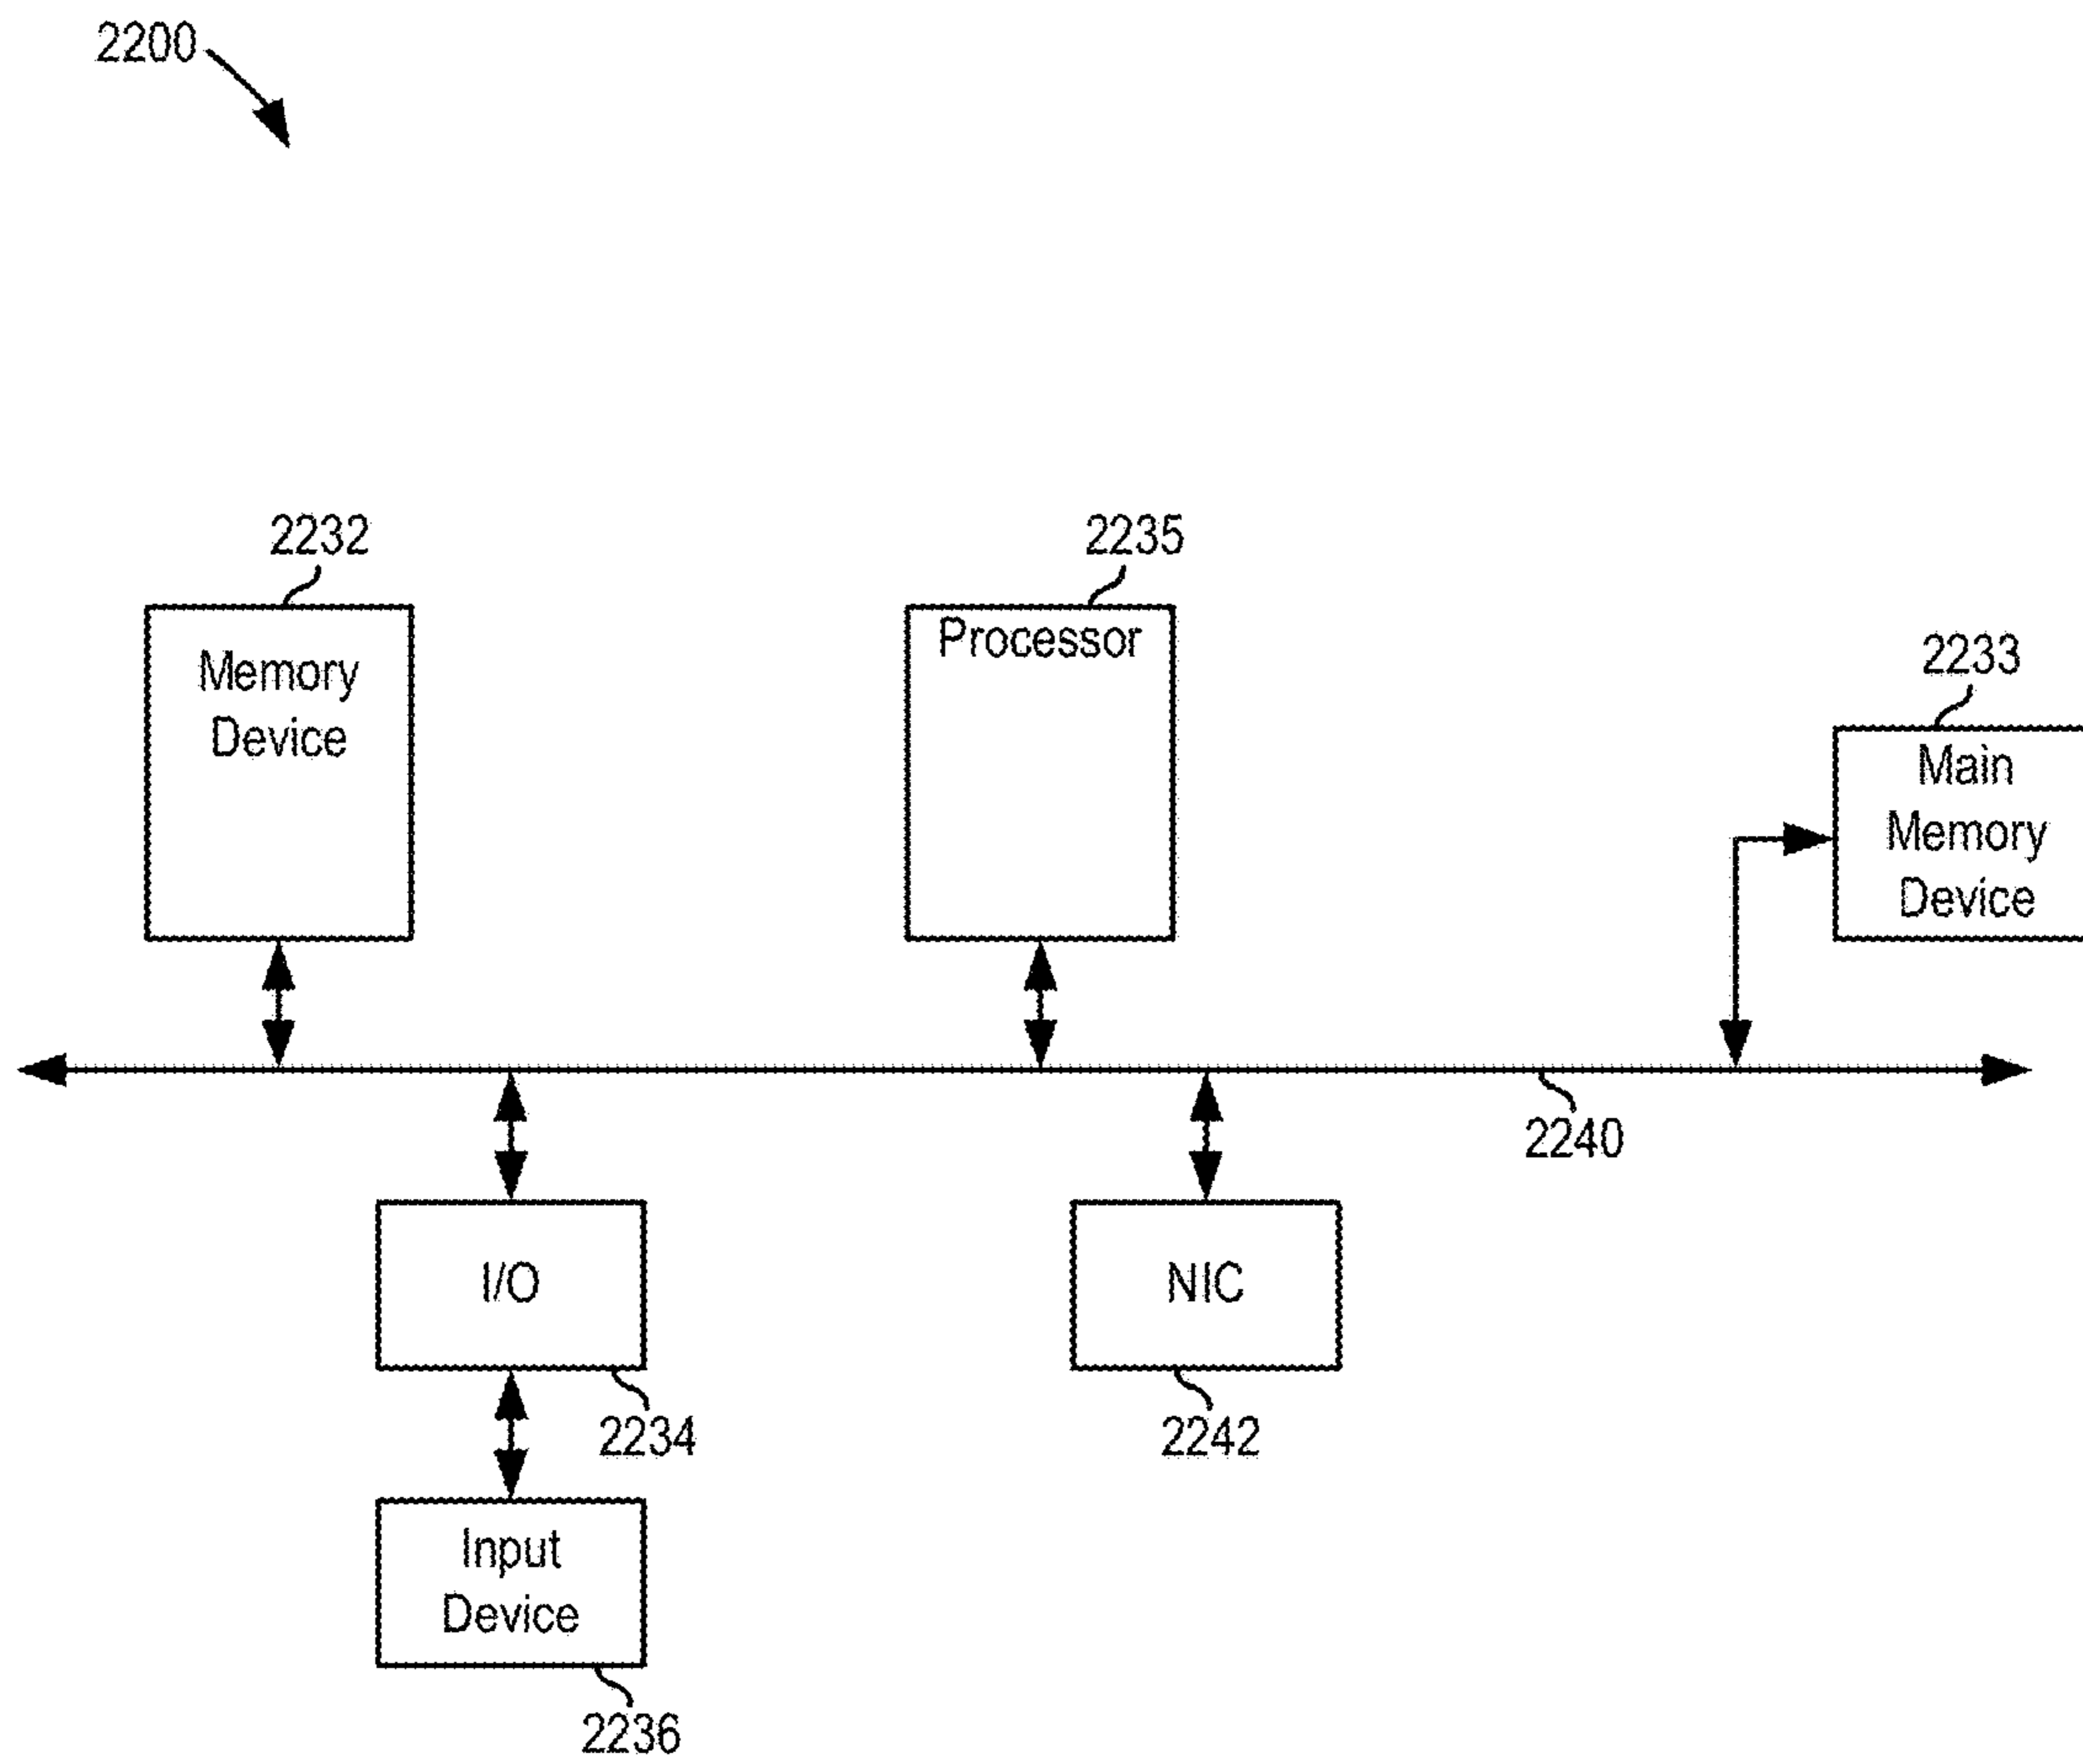 2200
2232
2235
2233
Memory
Device
Processor
Main
Memory
Device
2240
I/O
NIC
2234
2242
Input
Device
2236